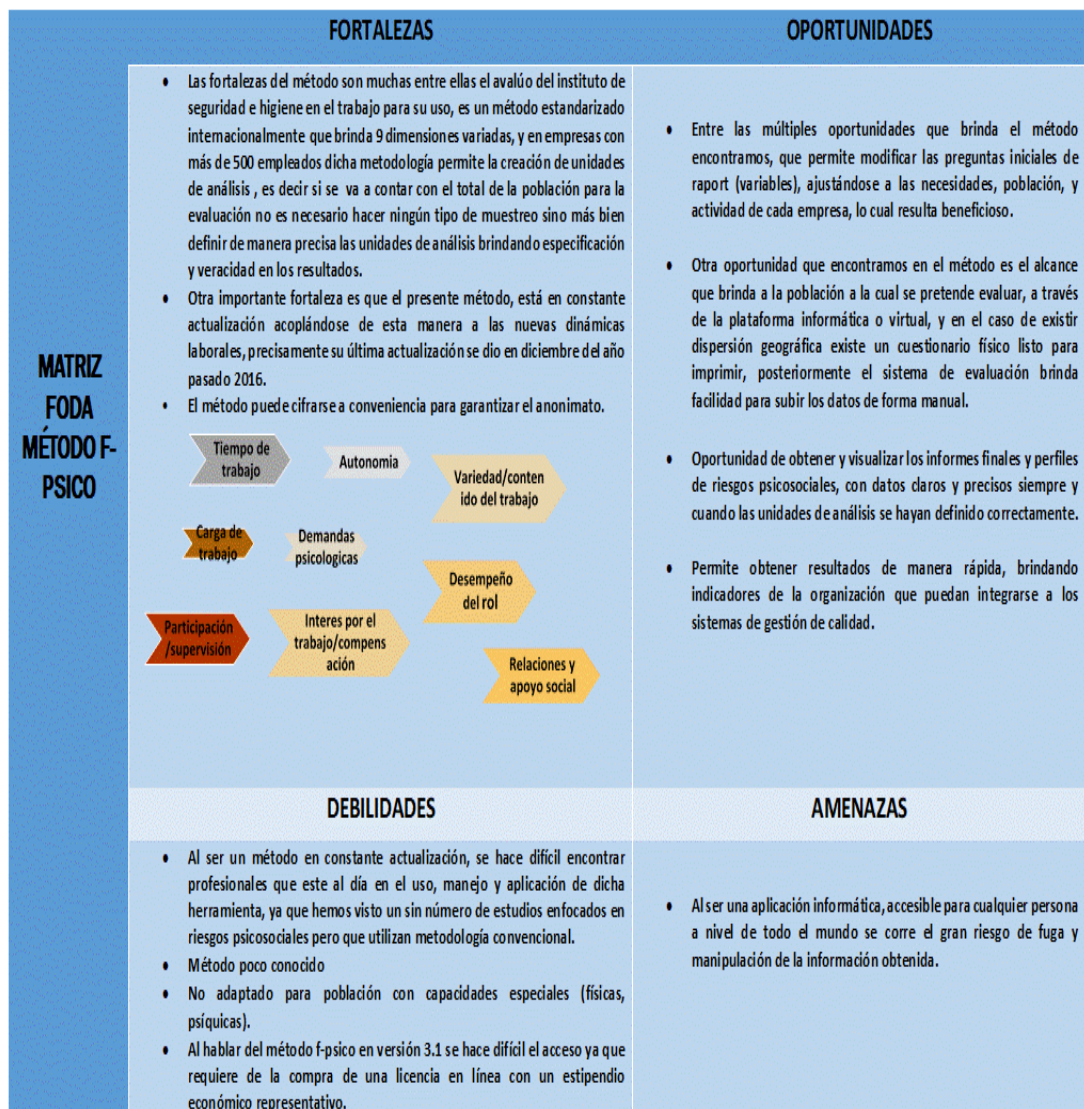 MATRIZ
FODA
MÉTODO F-
PSICO
FORTALEZAS
• Las fortalezas del método son muchas entre ellas el avalúo del instituto de
seguridad e higiene en el trabajo para su uso, es un método estandarizado
internacionalmente que brinda 9 dimensiones variadas, y en empresas con
más de 500 empleados dicha metodología permite la creación de unidades
de análisis , es decir si se va a contar con el total de la población para la
evaluación no es necesario hacer ningún tipo de muestreo sino más bien
definir de manera precisa las unidades de análisis brindando especificación
y veracidad en los resultados.
• Otra importante fortaleza es que el presente método, está en constante
actualización acoplándose de esta manera a las nuevas dinámicas
laborales, precisamente su última actualización se dio en diciembre del año
pasado 2016.
• El método puede cifrarse a conveniencia para garantizar el anonimato.
Tiempo de
trabajo
Autonomia
Variedad/conten
ido del trabajo
Carga de
trabajo
Demandas
psicologicas
Desempeño
del rol
Participación
/supervisión
Interes por el
trabajo/compens
ación
Relaciones y
apoyo social
OPORTUNIDADES
• Entre las múltiples oportunidades que brinda el método
encontramos, que permite modificar las preguntas iniciales de
raport (variables), ajustándose a las necesidades, población, y
actividad de cada empresa, lo cual resulta beneficioso.
• Otra oportunidad que encontramos en el método es el alcance
que brinda a la población a la cual se pretende evaluar, a través
de la plataforma informática o virtual, y en el caso de existir
dispersión geográfica existe un cuestionario físico listo para
imprimir, posteriormente el sistema de evaluación brinda
facilidad para subir los datos de forma manual.
• Oportunidad de obtener y visualizar los informes finales y perfiles
de riesgos psicosociales, con datos claros y precisos siempre y
cuando las unidades de análisis se hayan definido correctamente.
• Permite obtener resultados de manera rápida, brindando
indicadores de la organización que puedan integrarse a los
sistemas de gestión de calidad.
DEBILIDADES
• Al ser un método en constante actualización, se hace difícil encontrar
profesionales que este al día en el uso, manejo y aplicación de dicha
herramienta, ya que hemos visto un sin número de estudios enfocados en
riesgos psicosociales pero que utilizan metodología convencional.
• Método poco conocido
• No adaptado para población con capacidades especiales (físicas,
psíquicas).
• Al hablar del método f-psico en versión 3.1 se hace difícil el acceso ya que
requiere de la compra de una licencia en línea con un estipendio
económico representativo.
AMENAZAS
• Al ser una aplicación informática, accesible para cualquier persona
a nivel de todo el mundo se corre el gran riesgo de fuga y
manipulación de la información obtenida.